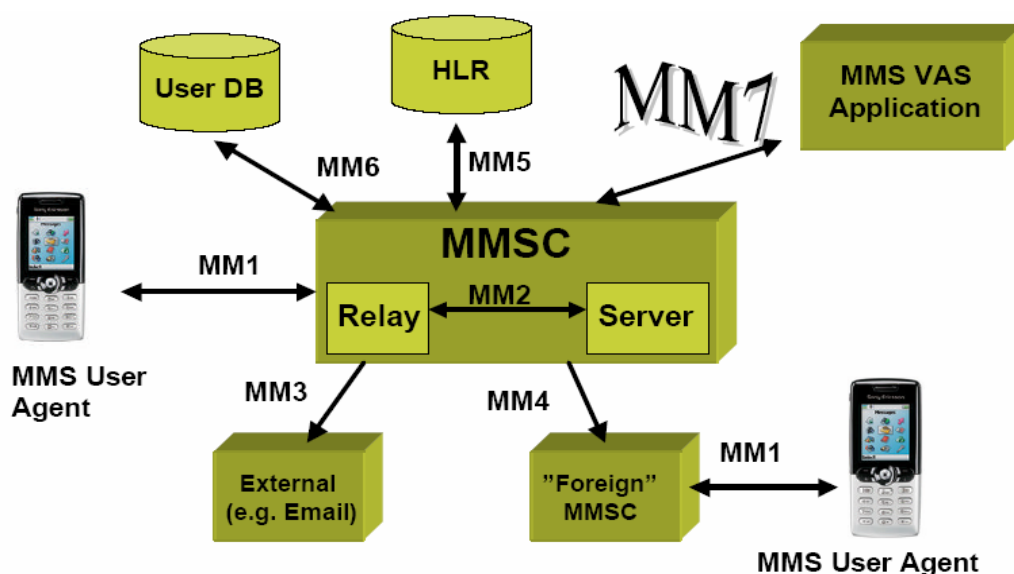 User DB
HLR
MM7
MMS VAS
Application
MM6
MM5
MMSC
MM1
MM2
Relay
Server
MMS User
Agent
MM3
MM4
External
(e.g. Email)
”Foreign”
MMSC
MM1
MMS User Agent